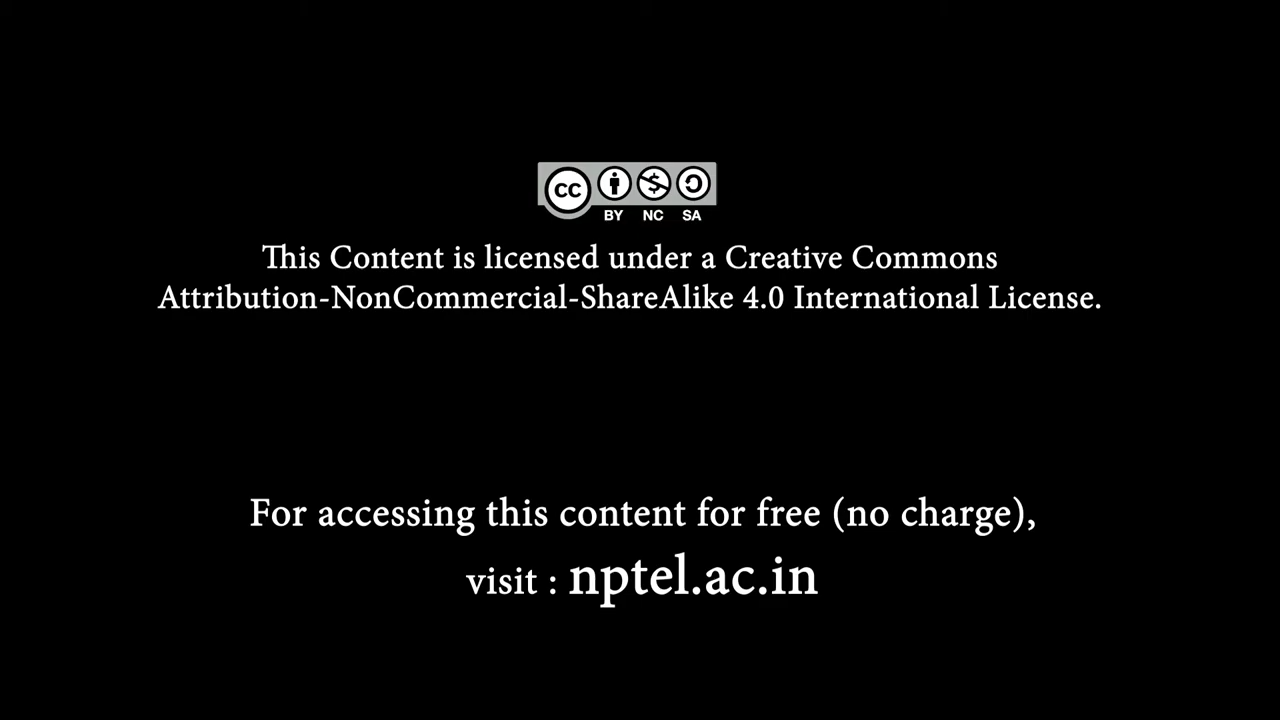 cc
BY NC SA
This Content is licensed under a Creative Commons
Attribution-NonCommercial-ShareAlike 4.0 International License.
For accessing this content for free (no charge),
visit : nptel.ac.in